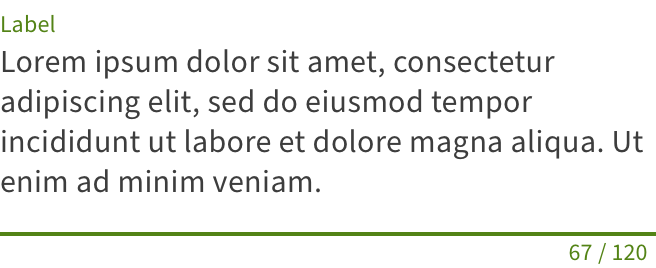 Label
Lorem ipsum dolor sit amet, consectetur
adipiscing elit, sed do eiusmod tempor
incididunt ut labore et dolore magna aliqua. Ut
enim ad minim veniam.
67 / 120